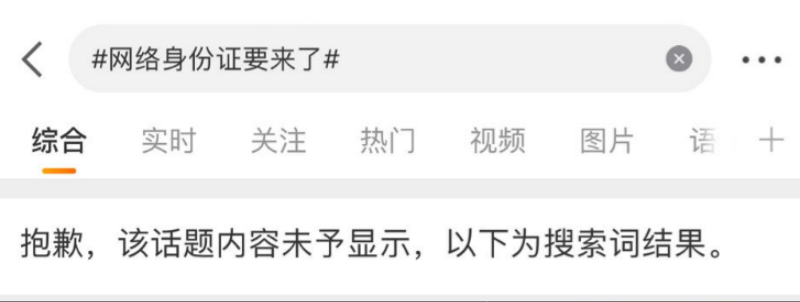 #网络身份证要来了#
综合 实时 关注 热门 视频 图片 语
抱歉，该话题内容未予显示，以下为搜索词结果。